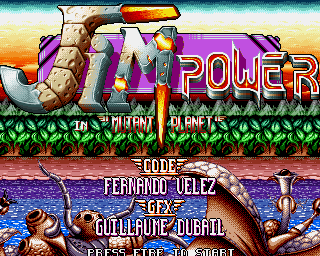 JIM POWER
IN "MUTANT PLANET"
CODE
FERNANDO VELEZ
GFX
GUILLAUME DUBAIL
PRESS FIRE TO START